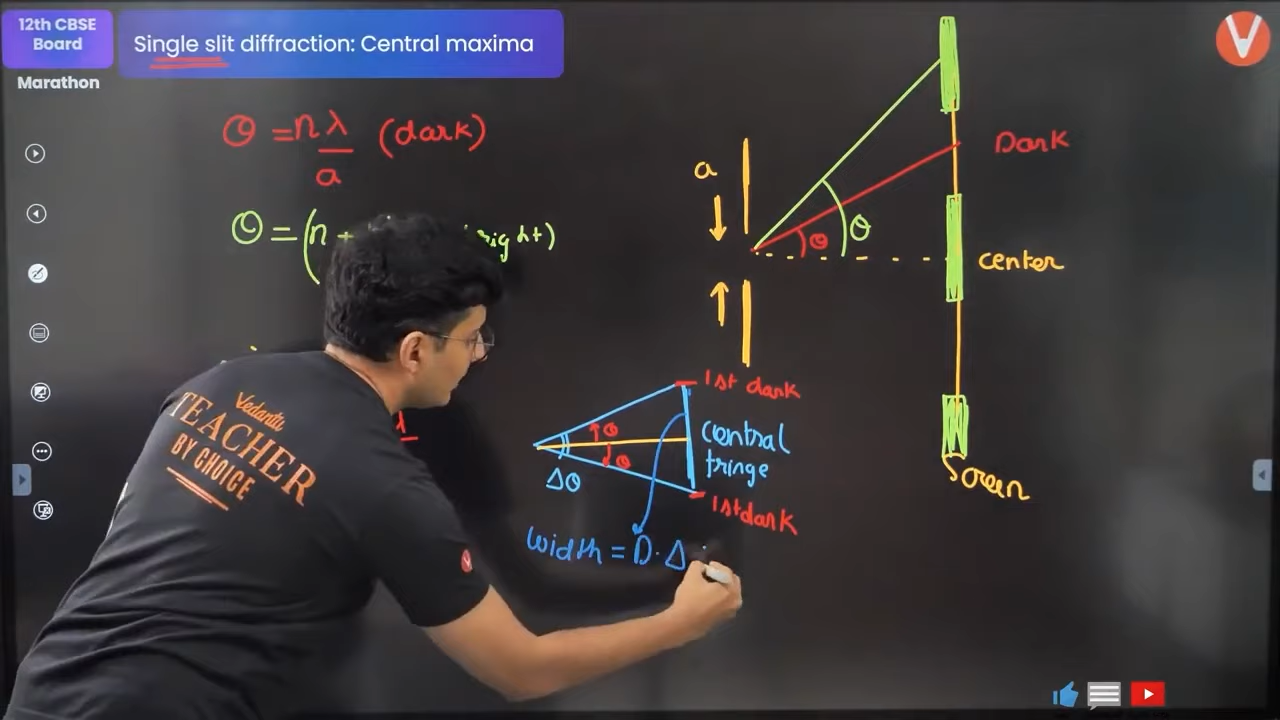 12th CBSE
Board
Marathon
Single slit diffraction: Central maxima
θ = nλ/a (dark)
θ = (n +
right)
λ
a
Dark
θ
θ
center
Screen
1st dark
central
fringe
1st dark
θ
θ
Δθ
width = D · Δ
Vedantu
TEACHER
BY CHOICE